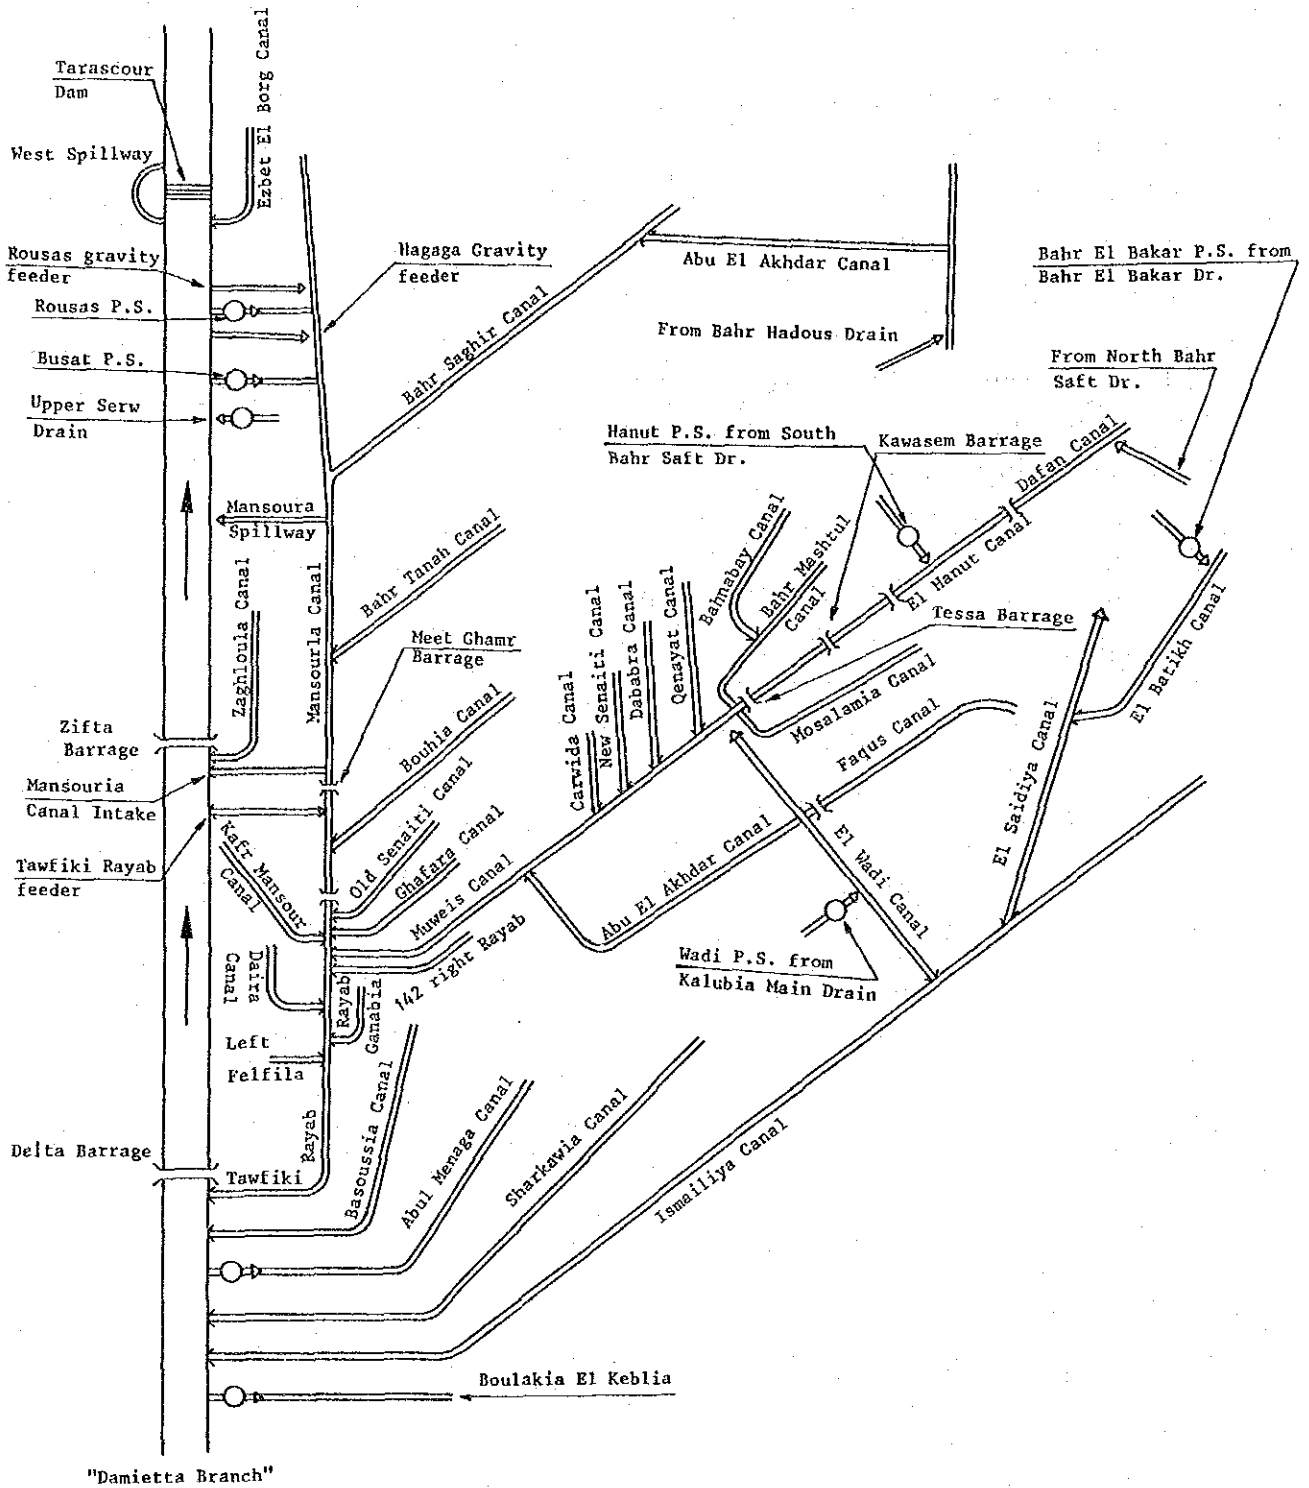 Tarascour
Dam
West Spillway
Ezbet El Borg Canal
Rousas gravity
feeder
Rousas P.S.
Busat P.S.
Upper Serw
Drain
Hagaga Gravity
feeder
Bahr Saghir Canal
Abu El Akhdar Canal
From Bahr Hadous Drain
Bahr El Bakar P.S. from
Bahr El Bakar Dr.
From North Bahr
Saft Dr.
Hanut P.S. from South
Bahr Saft Dr.
Kawasem Barrage
Dafan Canal
Mansoura
Spillway
Bahr Tanah Canal
Mansourla Canal
Zaghloula Canal
Meet Ghamr
Barrage
Bouhia Canal
Zifta
Barrage
Mansouria
Canal Intake
Tawfiki Rayab
feeder
Kafr Mansour
Canal
Old Senaiti Canal
Ghafara Canal
Muweis Canal
142 right Rayab
Carwida Canal
New Senaiti Canal
Dababra Canal
Qenayat Canal
Bahnabay Canal
Bahr Mashtul
Canal
El Hanut Canal
Tessa Barrage
Mosalamia Canal
Faqus Canal
El Batikh Canal
El Saidiya Canal
Abu El Akhdar Canal
El Wadi Canal
Wadi P.S. from
Kalubia Main Drain
Daira
Canal
Rayab
Ganabia
Left
Felfila
Delta Barrage
Tawfiki
Rayab
Basoussia Canal
Abul Menaga Canal
Sharkawia Canal
Ismailiya Canal
Boulakia El Keblia
"Damietta Branch"